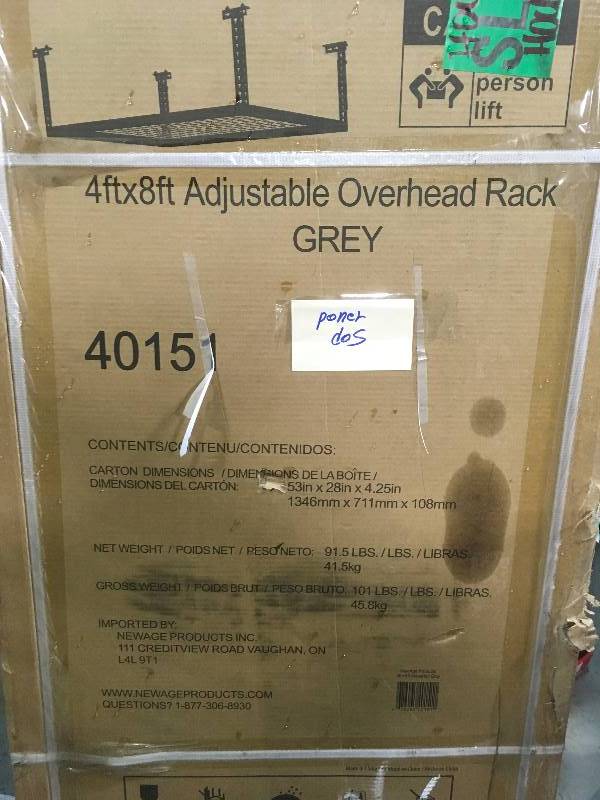 person
lift
4ftx8ft Adjustable Overhead Rack
GREY
poner
dos
40151
CONTENTS/CONTENU/CONTENIDOS:
CARTON DIMENSIONS / DIMENSIONS DE LA BOÎTE /
DIMENSIONS DEL CARTÓN: 53in x 28in x 4.25in
1346mm x 711mm x 108mm
NET WEIGHT / POIDS NET / PESO NETO: 91.5 LBS. / LBS. / LIBRAS.
41.5kg
GROSS WEIGHT / POIDS BRUT / PESO BRUTO: 101 LBS. / LBS. / LIBRAS.
45.8kg
IMPORTED BY:
NEWAGE PRODUCTS INC.
111 CREDITVIEW ROAD VAUGHAN, ON
L4L 9T1
WWW.NEWAGEPRODUCTS.COM
QUESTIONS? 1-877-306-8930